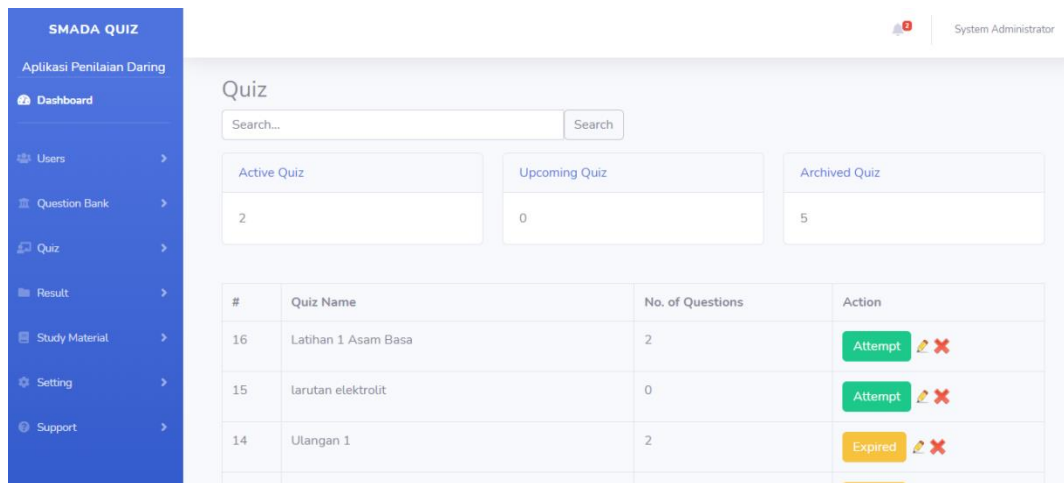 SMADA QUIZ
Aplikasi Penilaian Daring
Dashboard
Users
Question Bank
Quiz
Result
Study Material
Setting
Support
2
System Administrator
Quiz
Search...
Search
Active Quiz
2
Upcoming Quiz
0
Archived Quiz
5
# Quiz Name No. of Questions Action
16 Latihan 1 Asam Basa 2 Attempt
15 larutan elektrolit 0 Attempt
14 Ulangan 1 2 Expired